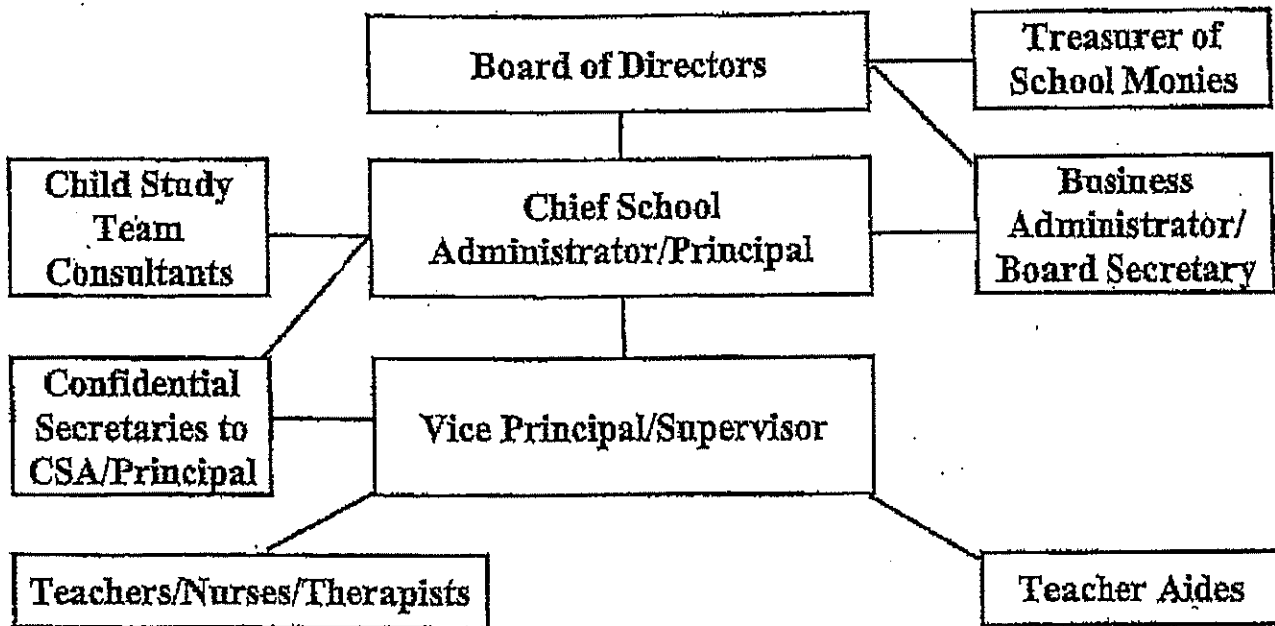 Board of Directors
Treasurer of
School Monies
Child Study
Team
Consultants
Chief School
Administrator/Principal
Business
Administrator/
Board Secretary
Confidential
Secretaries to
CSA/Principal
Vice Principal/Supervisor
Teachers/Nurses/Therapists
Teacher Aides